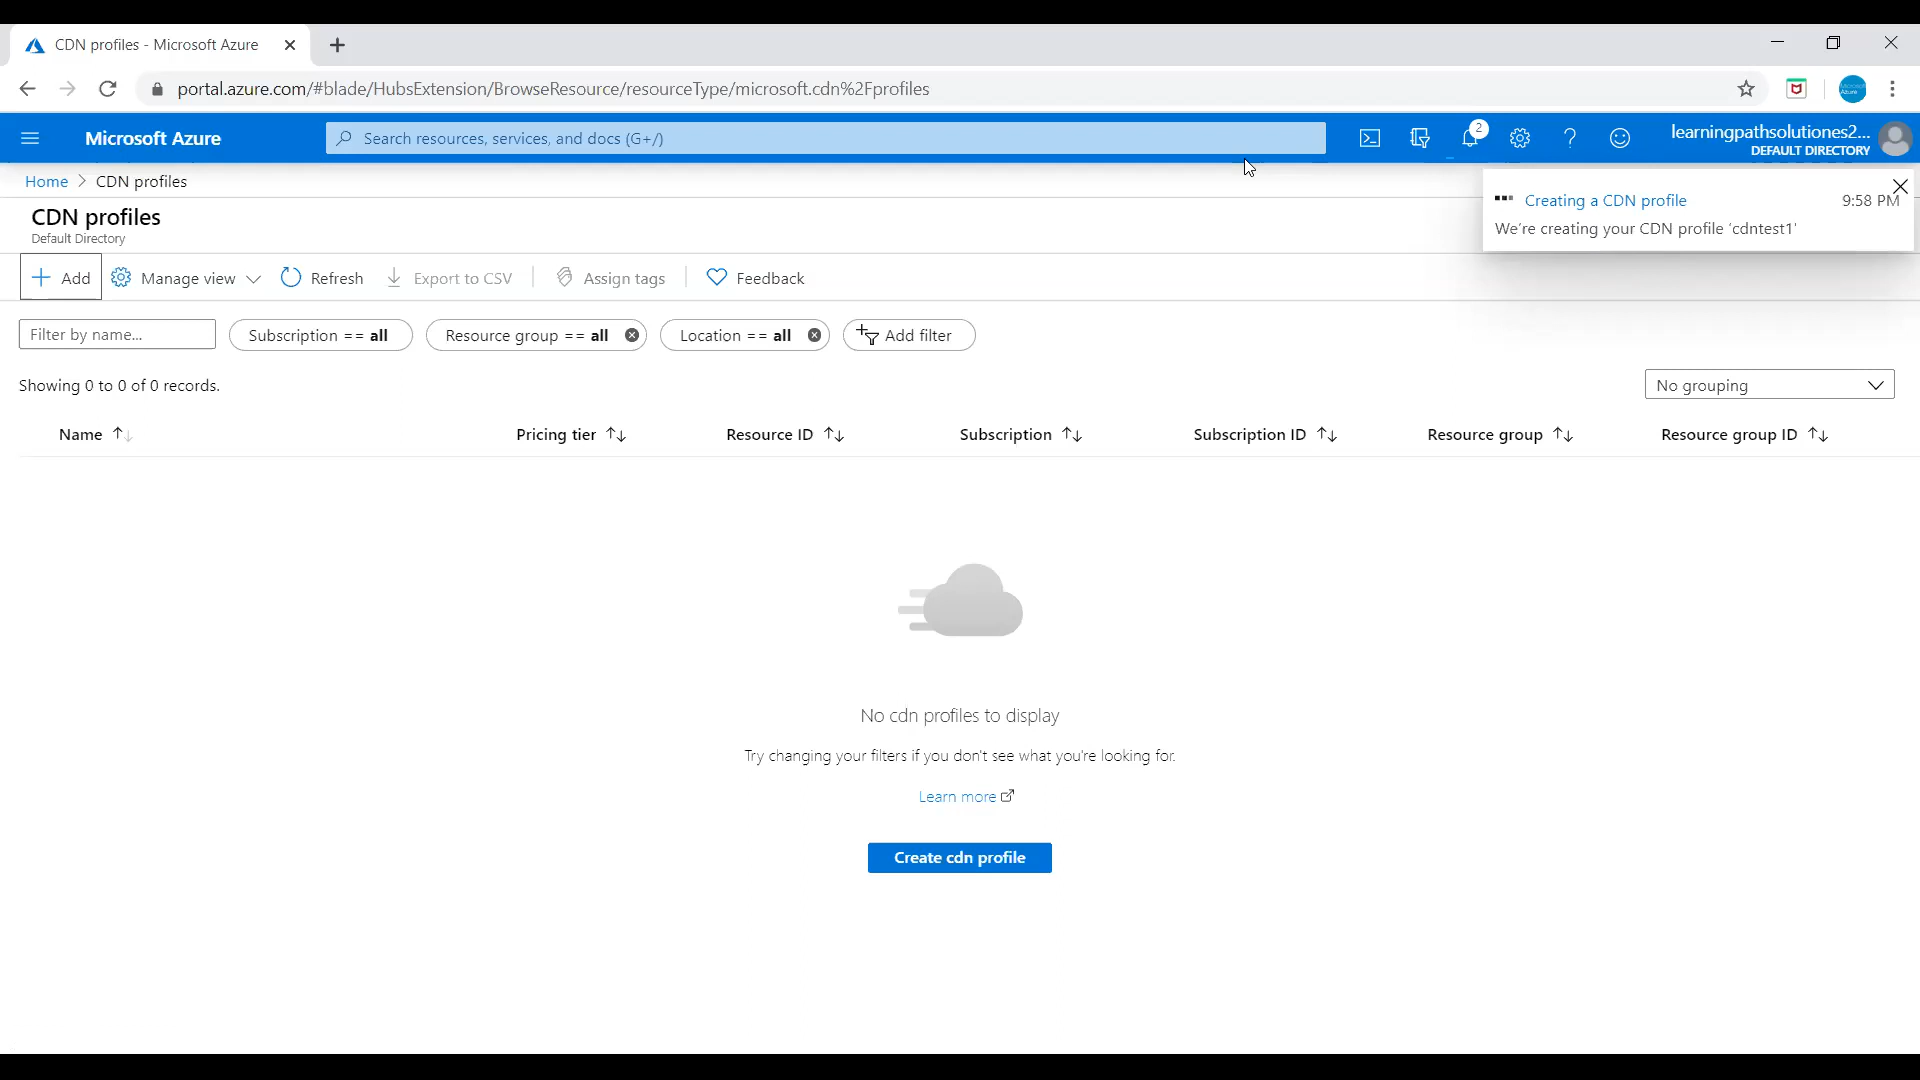 CDN profiles - Microsoft Azure
portal.azure.com/#blade/HubsExtension/BrowseResource/resourceType/microsoft.cdn%2Fprofiles
Microsoft Azure
Search resources, services, and docs (G+/)
2
learningpathsolutiones2...
DEFAULT DIRECTORY
Home > CDN profiles
CDN profiles
Default Directory
Creating a CDN profile 9:58 PM
We're creating your CDN profile 'cdntest1'
Add Manage view Refresh Export to CSV Assign tags Feedback
Filter by name... Subscription == all Resource group == all Location == all Add filter
Showing 0 to 0 of 0 records. No grouping
Name Pricing tier Resource ID Subscription Subscription ID Resource group Resource group ID
No cdn profiles to display
Try changing your filters if you don't see what you're looking for.
Learn more
Create cdn profile